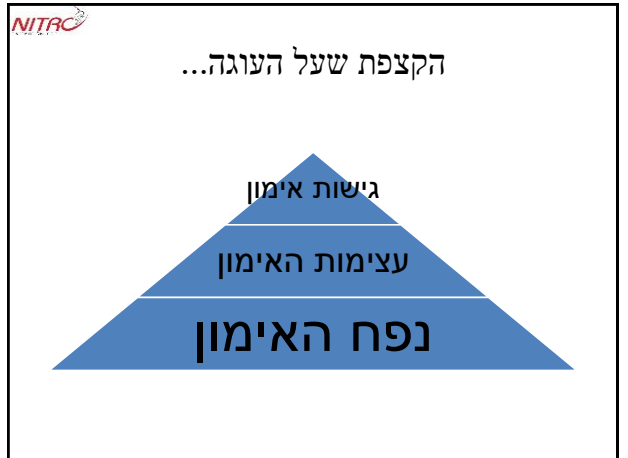 NITRO
הקצפת שעל העוגה...
גישות אימון
עצימות האימון
נפח האימון